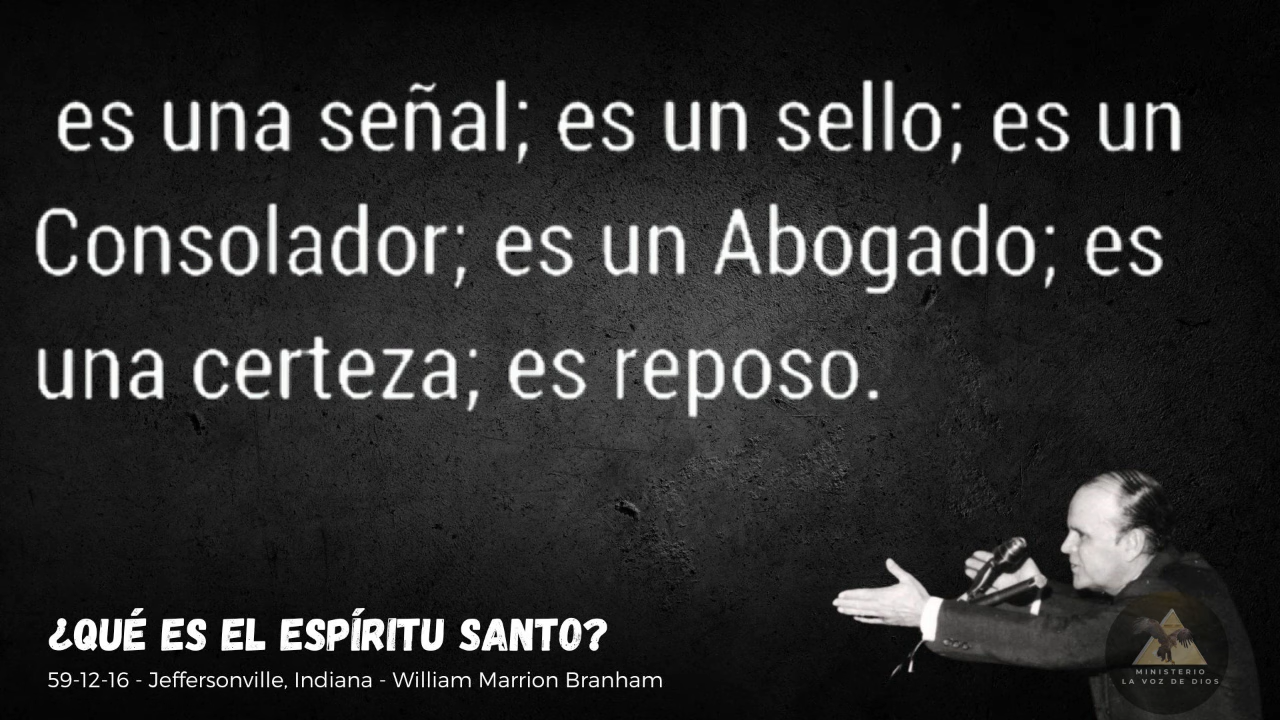 es una señal; es un sello; es un
Consolador; es un Abogado; es
una certeza; es reposo.
¿QUÉ ES EL ESPÍRITU SANTO?
59-12-16 - Jeffersonville, Indiana - William Marrion Branham
MINISTERIO
LA VOZ DE DIOS